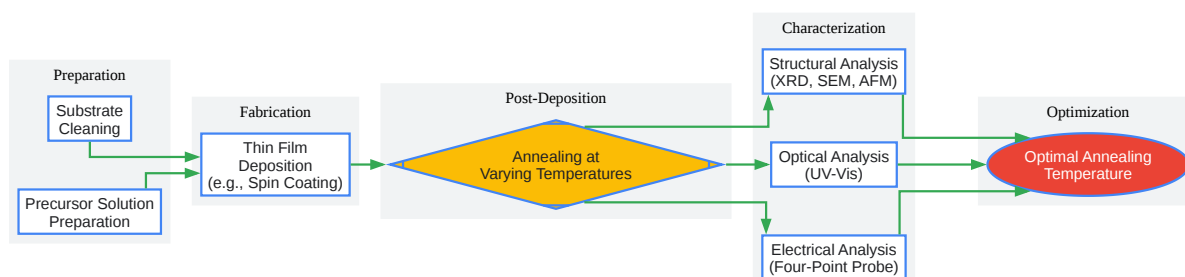 Preparation
Substrate
Cleaning
Precursor Solution
Preparation
Fabrication
Thin Film
Deposition
(e.g., Spin Coating)
Post-Deposition
Annealing at
Varying Temperatures
Characterization
Structural Analysis
(XRD, SEM, AFM)
Optical Analysis
(UV-Vis)
Electrical Analysis
(Four-Point Probe)
Optimization
Optimal Annealing
Temperature